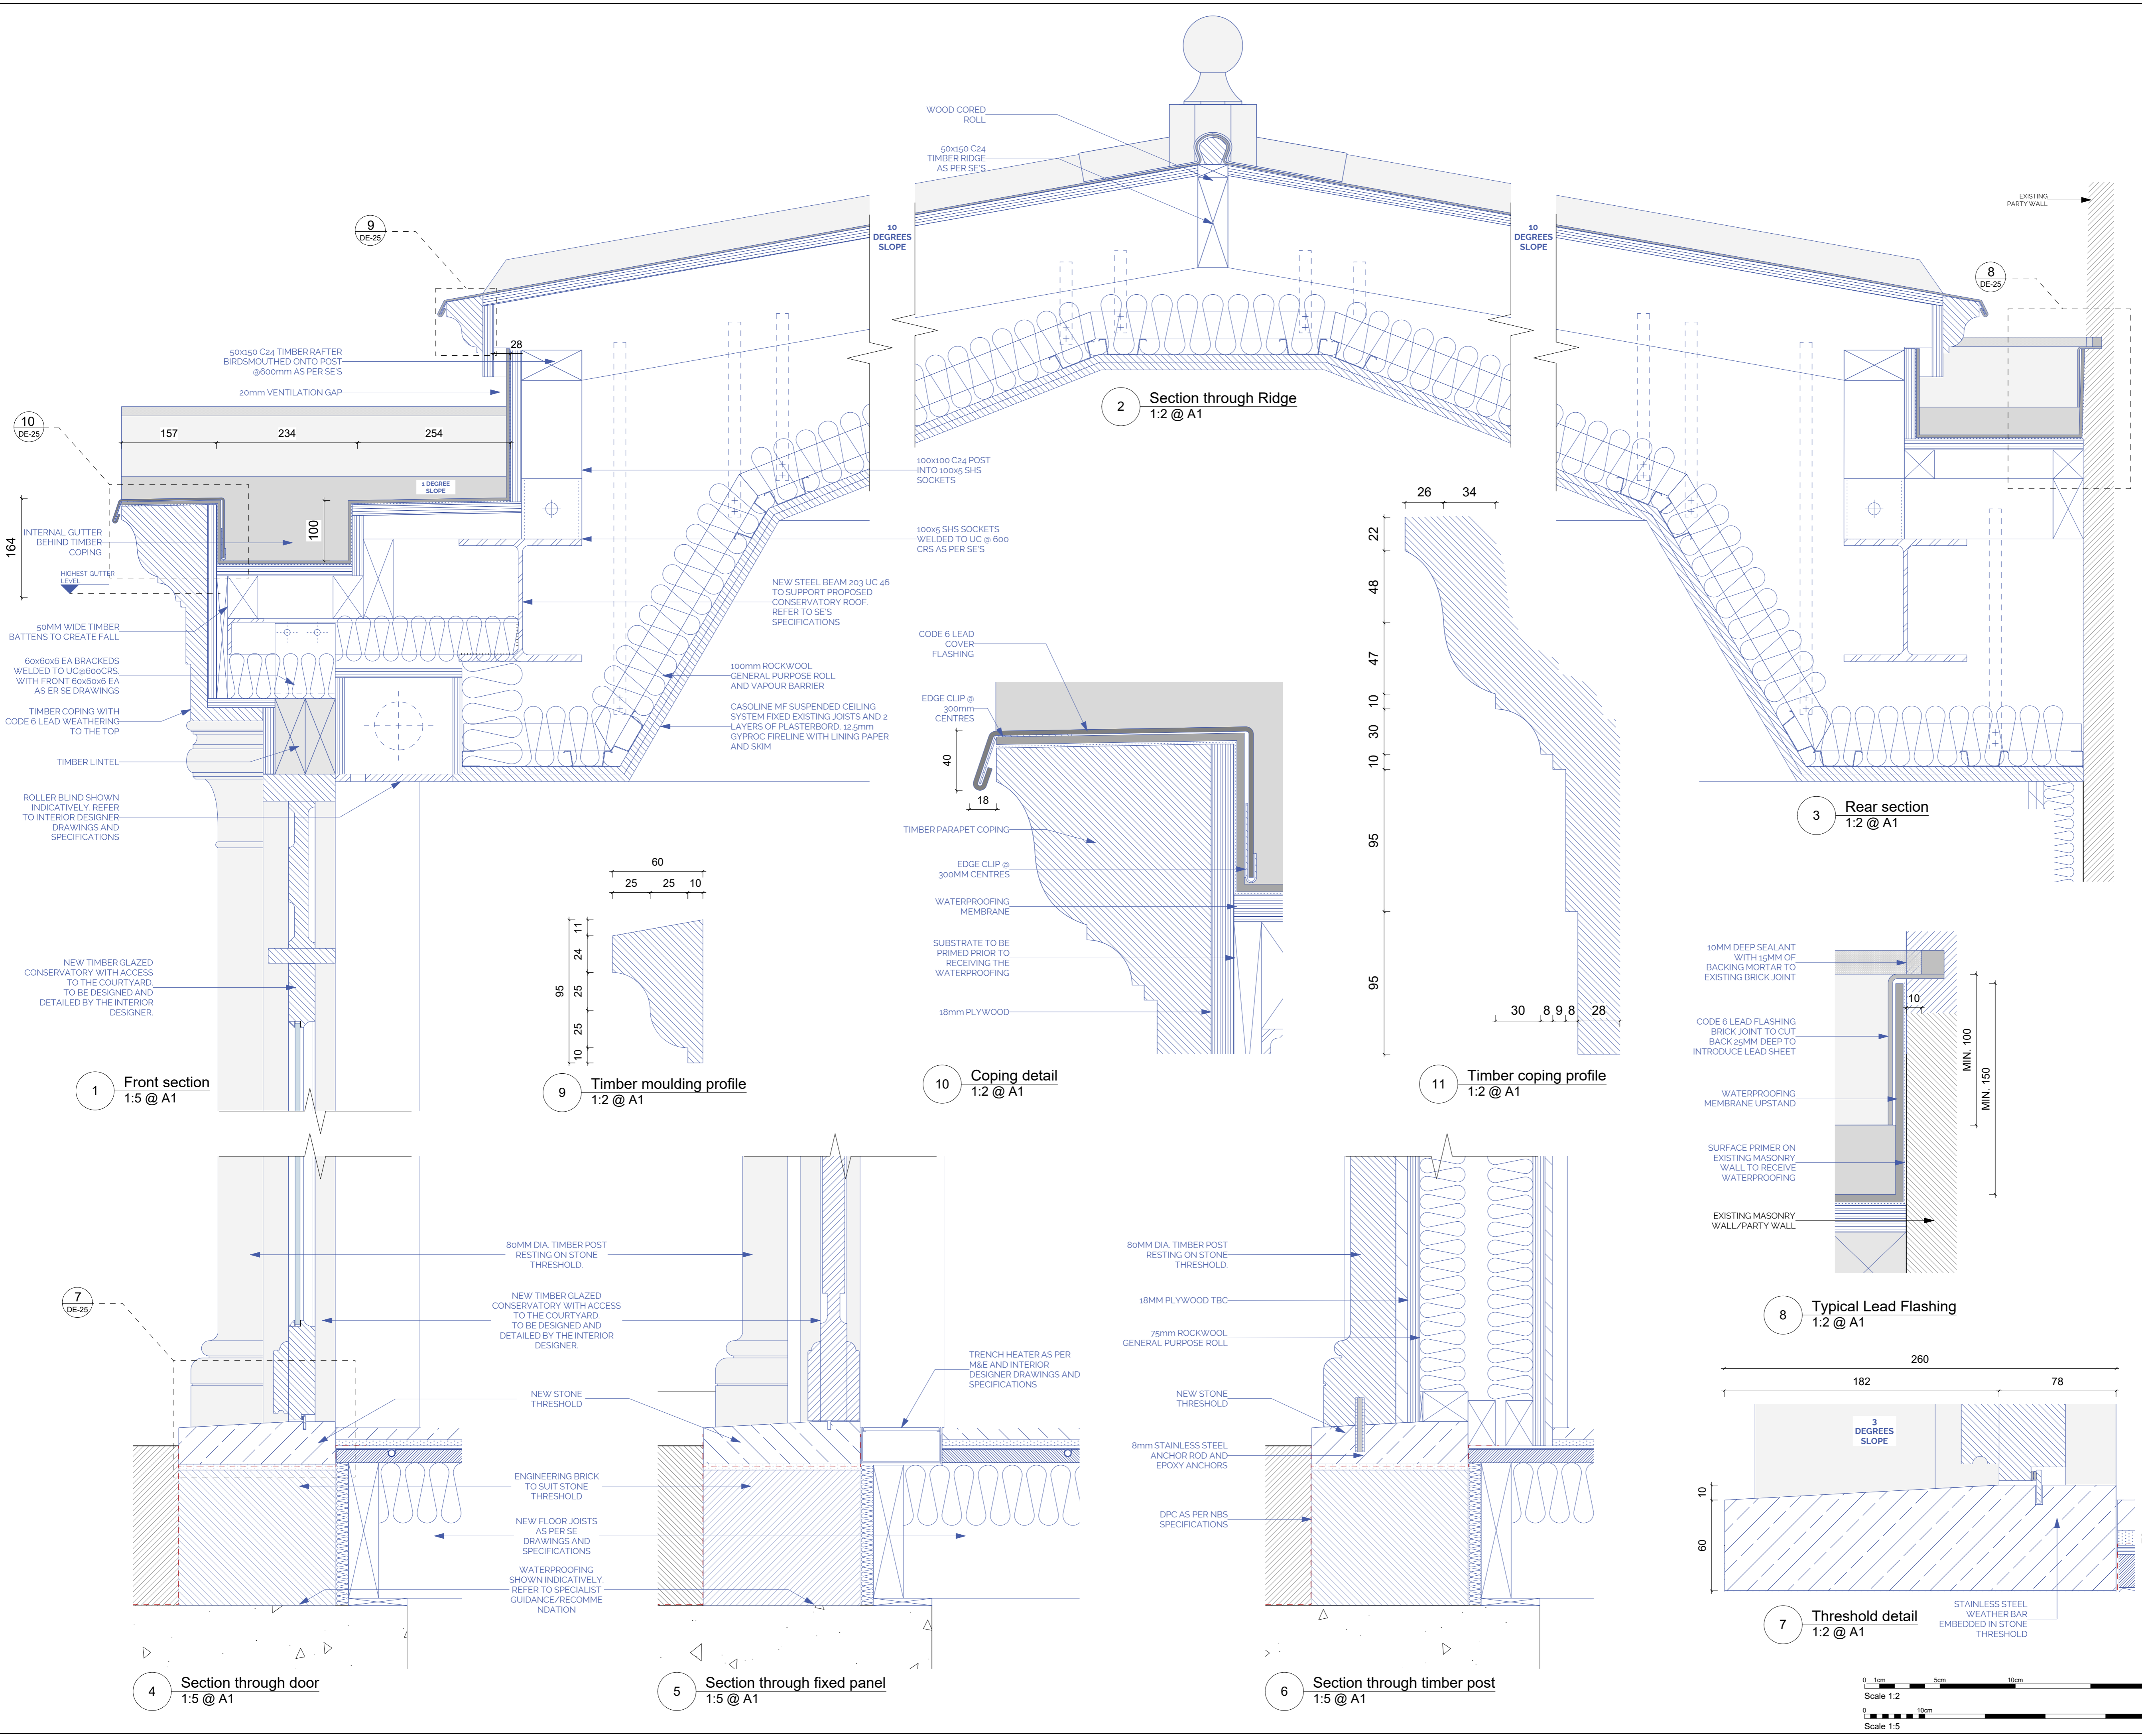 WOOD CORED
ROLL
50x150 C24
TIMBER RIDGE
AS PER SE'S
10
DEGREES
SLOPE
10
DEGREES
SLOPE
EXISTING
PARTY WALL
9
DE-25
8
DE-25
50x150 C24 TIMBER RAFTER
BIRDSMOUTHED ONTO POST
@600mm AS PER SE'S
20mm VENTILATION GAP
28
10
DE-25
157
234
254
1 DEGREE
SLOPE
100
164
INTERNAL GUTTER
BEHIND TIMBER
COPING
HIGHEST GUTTER
LEVEL
50MM WIDE TIMBER
BATTENS TO CREATE FALL
60x60x6 EA BRACKEDS
WELDED TO UC@600CRS.
WITH FRONT 60x60x6 EA
AS ER SE DRAWINGS
TIMBER COPING WITH
CODE 6 LEAD WEATHERING
TO THE TOP
TIMBER LINTEL
ROLLER BLIND SHOWN
INDICATIVELY. REFER
TO INTERIOR DESIGNER
DRAWINGS AND
SPECIFICATIONS
NEW TIMBER GLAZED
CONSERVATORY WITH ACCESS
TO THE COURTYARD.
TO BE DESIGNED AND
DETAILED BY THE INTERIOR
DESIGNER.
100x100 C24 POST
INTO 100x5 SHS
SOCKETS
100x5 SHS SOCKETS
WELDED TO UC @ 600
CRS AS PER SE'S
NEW STEEL BEAM 203 UC 46
TO SUPPORT PROPOSED
CONSERVATORY ROOF.
REFER TO SE'S
SPECIFICATIONS
100mm ROCKWOOL
GENERAL PURPOSE ROLL
AND VAPOUR BARRIER
CASOLINE MF SUSPENDED CEILING
SYSTEM FIXED EXISTING JOISTS AND 2
LAYERS OF PLASTERBORD, 12.5mm
GYPROC FIRELINE WITH LINING PAPER
AND SKIM
1
Front section
1:5 @ A1
2
Section through Ridge
1:2 @ A1
3
Rear section
1:2 @ A1
60
25
25
10
95
11
24
25
25
10
9
Timber moulding profile
1:2 @ A1
CODE 6 LEAD
COVER
FLASHING
EDGE CLIP @
300mm
CENTRES
40
18
TIMBER PARAPET COPING
EDGE CLIP @
300MM CENTRES
WATERPROOFING
MEMBRANE
SUBSTRATE TO BE
PRIMED PRIOR TO
RECEIVING THE
WATERPROOFING
18mm PLYWOOD
10
Coping detail
1:2 @ A1
26
34
22
48
47
10
30
10
95
95
30
8
9
8
28
11
Timber coping profile
1:2 @ A1
10MM DEEP SEALANT
WITH 15MM OF
BACKING MORTAR TO
EXISTING BRICK JOINT
10
CODE 6 LEAD FLASHING
BRICK JOINT TO CUT
BACK 25MM DEEP TO
INTRODUCE LEAD SHEET
MIN. 100
MIN. 150
WATERPROOFING
MEMBRANE UPSTAND
SURFACE PRIMER ON
EXISTING MASONRY
WALL TO RECEIVE
WATERPROOFING
EXISTING MASONRY
WALL/PARTY WALL
8
Typical Lead Flashing
1:2 @ A1
7
DE-25
80MM DIA. TIMBER POST
RESTING ON STONE
THRESHOLD.
NEW TIMBER GLAZED
CONSERVATORY WITH ACCESS
TO THE COURTYARD.
TO BE DESIGNED AND
DETAILED BY THE INTERIOR
DESIGNER.
NEW STONE
THRESHOLD
ENGINEERING BRICK
TO SUIT STONE
THRESHOLD
NEW FLOOR JOISTS
AS PER SE
DRAWINGS AND
SPECIFICATIONS
WATERPROOFING
SHOWN INDICATIVELY.
REFER TO SPECIALIST
GUIDANCE/RECOMME
NDATION
TRENCH HEATER AS PER
M&E AND INTERIOR
DESIGNER DRAWINGS AND
SPECIFICATIONS
80MM DIA. TIMBER POST
RESTING ON STONE
THRESHOLD.
18MM PLYWOOD TBC
75mm ROCKWOOL
GENERAL PURPOSE ROLL
NEW STONE
THRESHOLD
8mm STAINLESS STEEL
ANCHOR ROD AND
EPOXY ANCHORS
DPC AS PER NBS
SPECIFICATIONS
4
Section through door
1:5 @ A1
5
Section through fixed panel
1:5 @ A1
6
Section through timber post
1:5 @ A1
260
182
78
3
DEGREES
SLOPE
10
60
STAINLESS STEEL
WEATHER BAR
EMBEDDED IN STONE
THRESHOLD
7
Threshold detail
1:2 @ A1
0 1cm 5cm 10cm
Scale 1:2
0 10cm
Scale 1:5